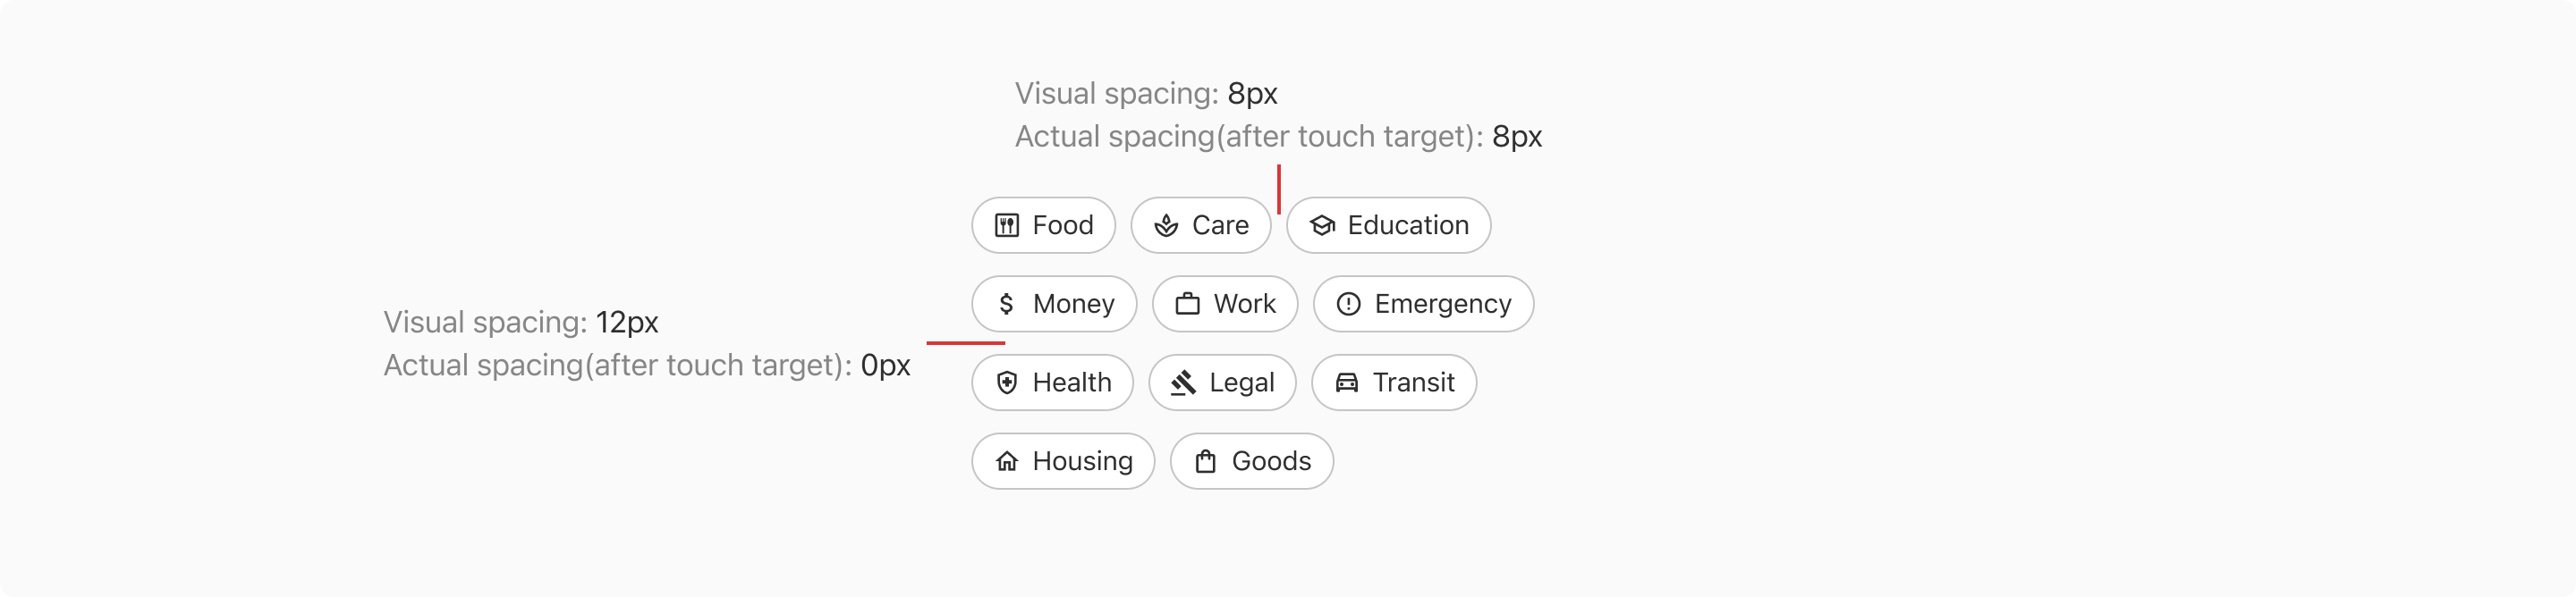 Visual spacing: 8px
Actual spacing(after touch target): 8px
Food Care Education
Money Work Emergency
Visual spacing: 12px
Actual spacing(after touch target): 0px
Health Legal Transit
Housing Goods